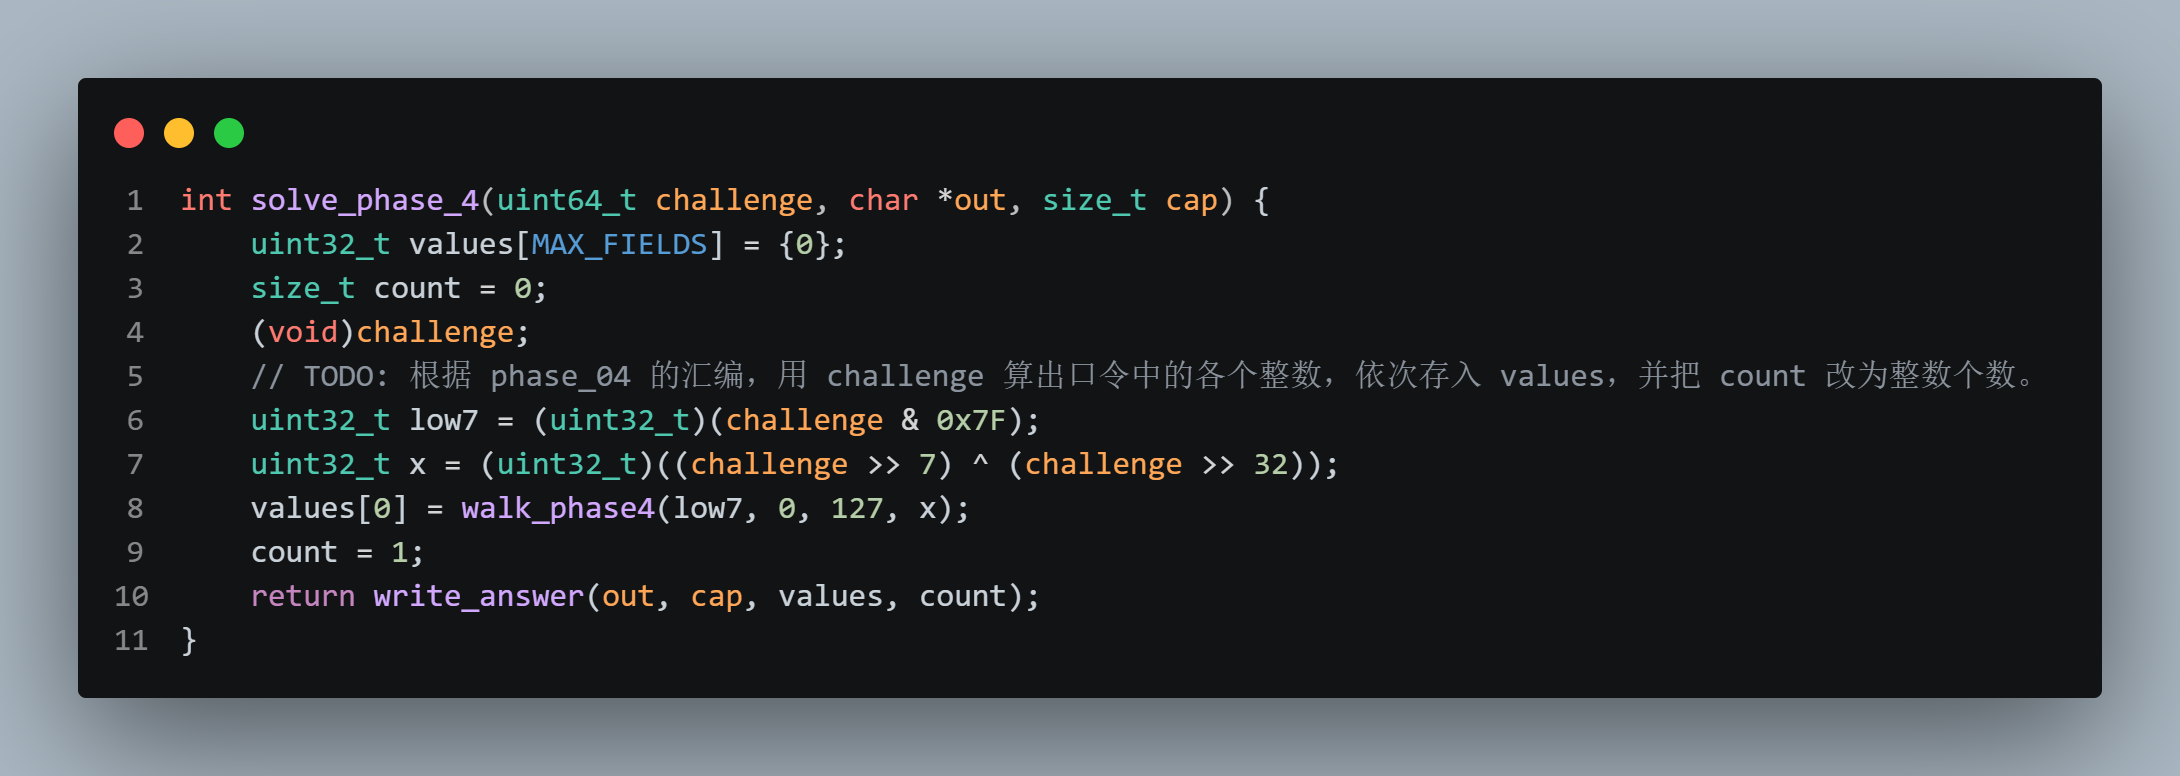 1 int solve_phase_4(uint64_t challenge, char *out, size_t cap) {
2     uint32_t values[MAX_FIELDS] = {0};
3     size_t count = 0;
4     (void)challenge;
5     // TODO: 根据 phase_04 的汇编，用 challenge 算出口令中的各个整数，依次存入 values，并把 count 改为整数个数。
6     uint32_t low7 = (uint32_t)(challenge & 0x7F);
7     uint32_t x = (uint32_t)((challenge >> 7) ^ (challenge >> 32));
8     values[0] = walk_phase4(low7, 0, 127, x);
9     count = 1;
10     return write_answer(out, cap, values, count);
11 }